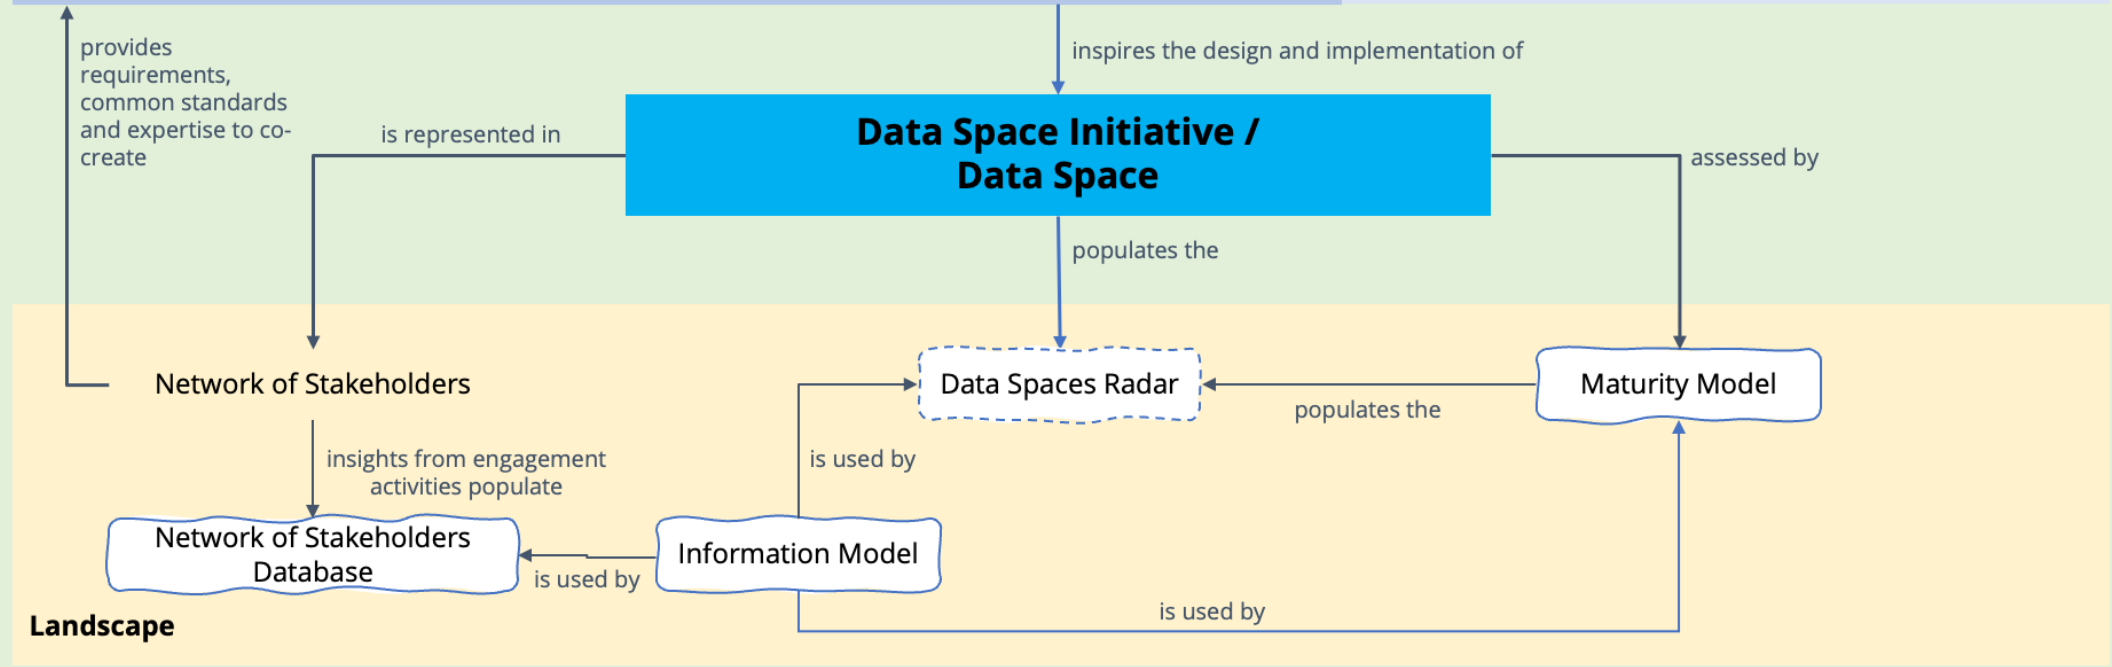 provides
requirements,
common standards
and expertise to co-
create
inspires the design and implementation of
is represented in
Data Space Initiative /
Data Space
assessed by
populates the
Network of Stakeholders
Data Spaces Radar
populates the
Maturity Model
insights from engagement
activities populate
is used by
Network of Stakeholders
Database
is used by
Information Model
is used by
Landscape